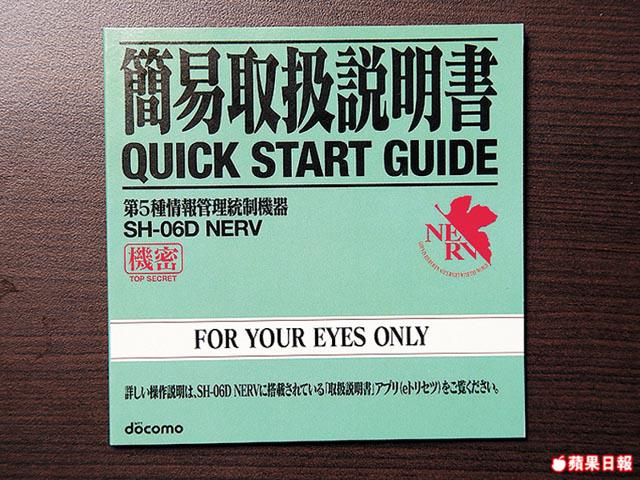 簡易取扱説明書
QUICK START GUIDE
第5種情報管理統制機器
SH-06D NERV
機密
TOP SECRET
NERV
FOR YOUR EYES ONLY
詳しい操作説明は、SH-06D NERVに搭載されている「取扱説明書」アプリ(eトリセツ)をご覧ください。
döcomo
蘋果日報